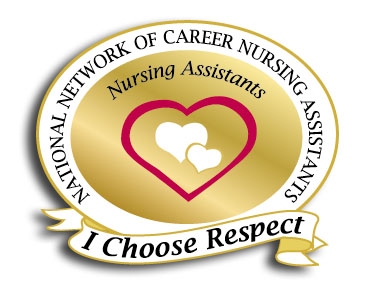 NATIONAL NETWORK OF CAREER NURSING ASSISTANTS
Nursing Assistants
I Choose Respect